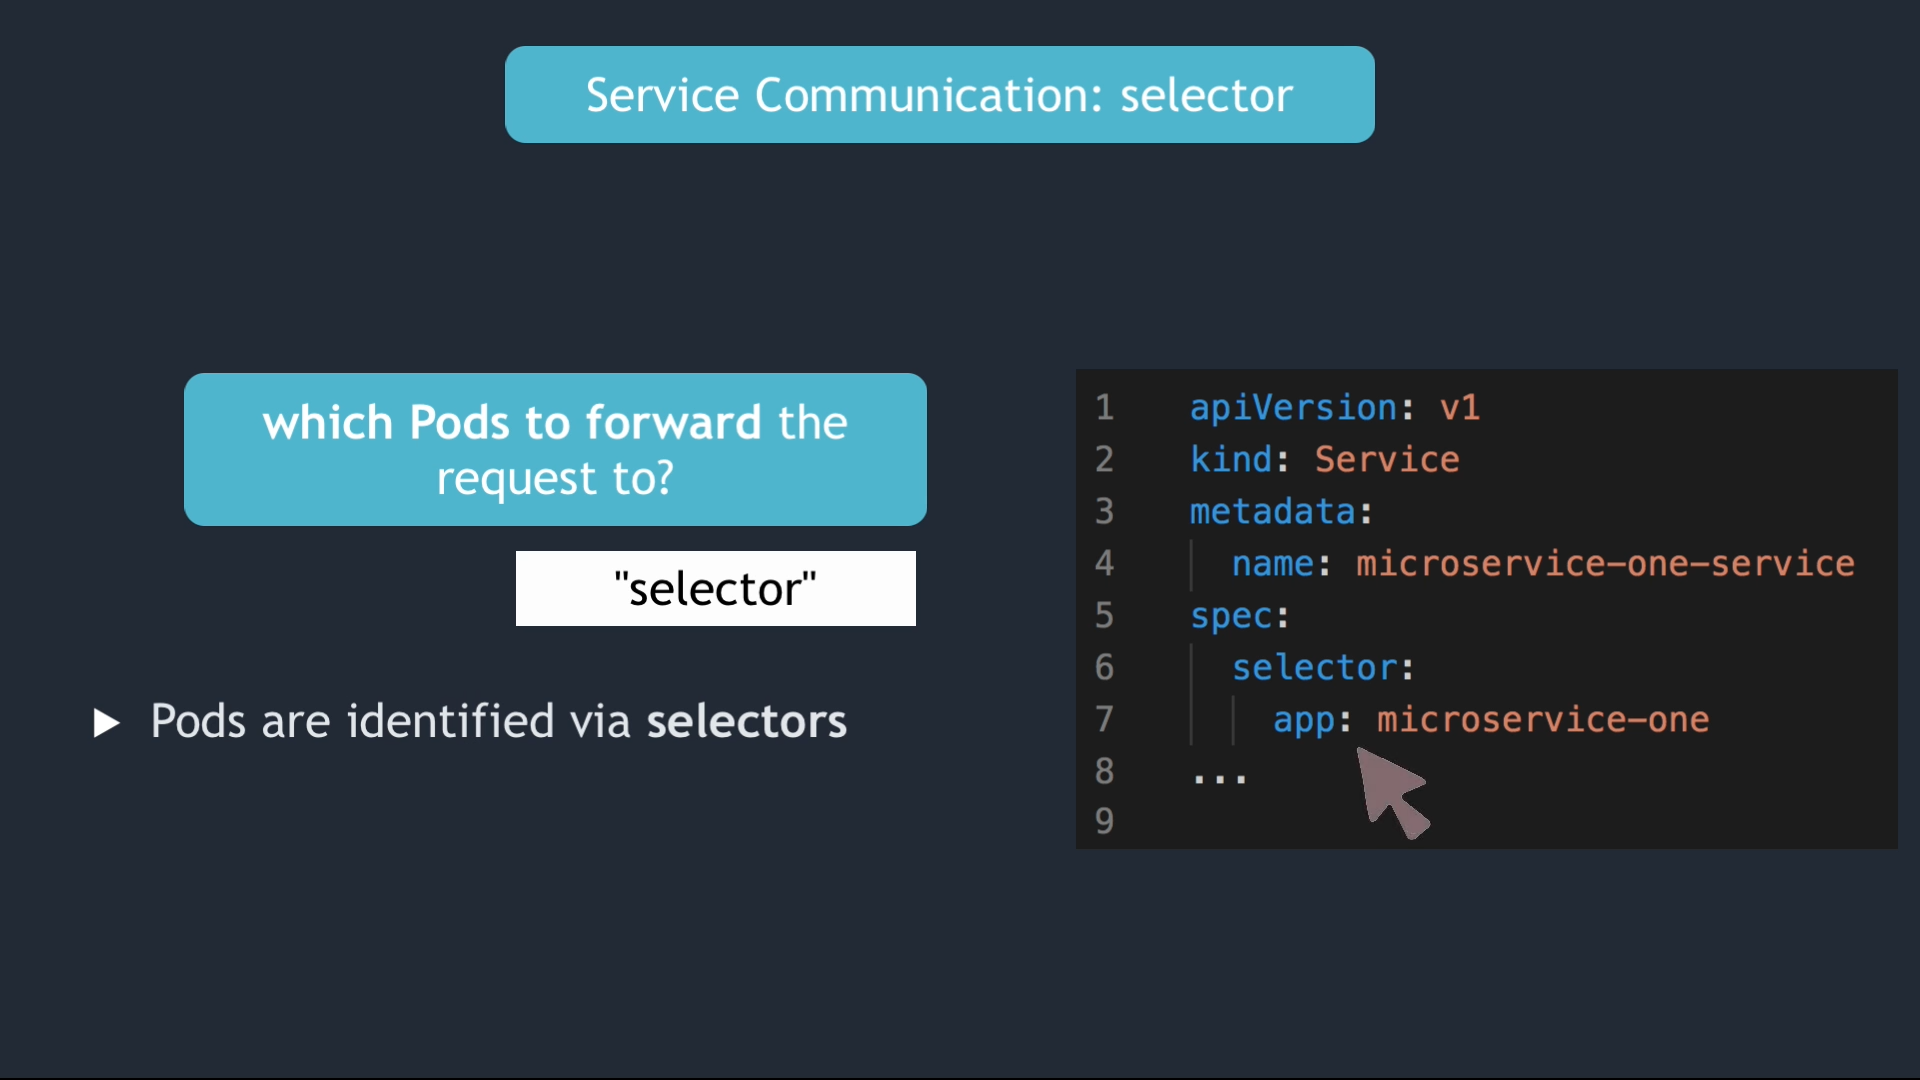 Service Communication: selector
which Pods to forward the
request to?
"selector"
▶ Pods are identified via selectors
1 apiVersion: v1
2 kind: Service
3 metadata:
4 name: microservice-one-service
5 spec:
6 selector:
7 app: microservice-one
8 ...
9